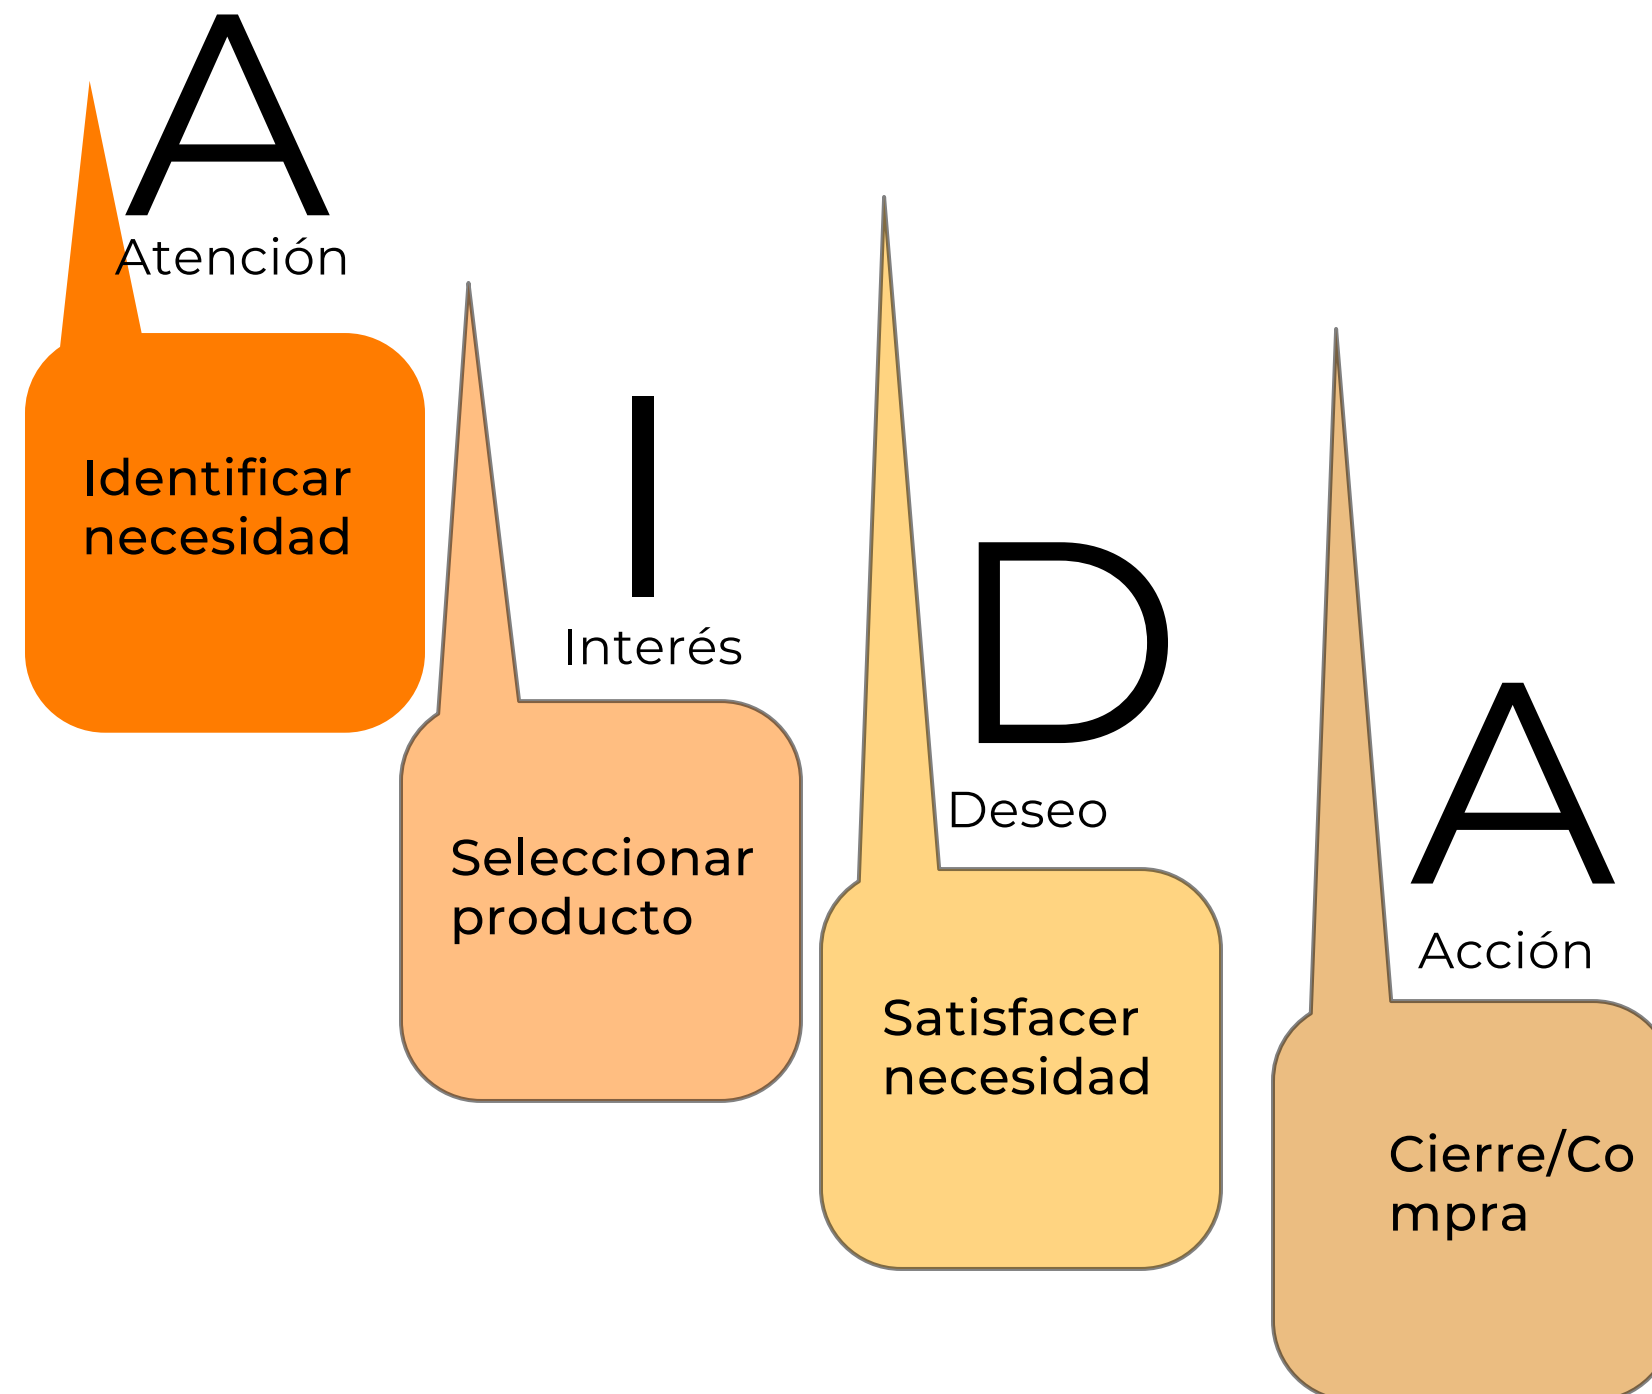 A
Atención
Identificar
necesidad
I
Interés
Seleccionar
producto
D
Deseo
Satisfacer
necesidad
A
Acción
Cierre/Co
mpra